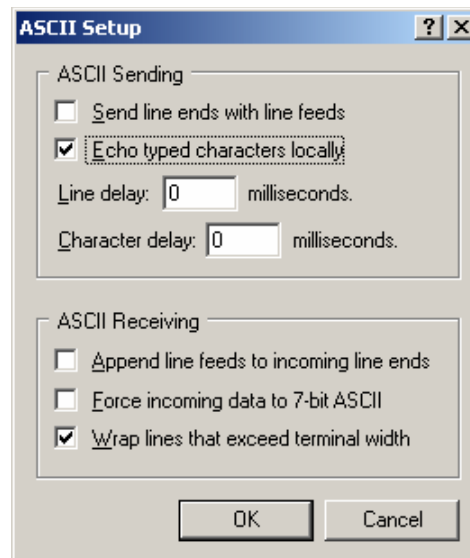 ASCII Setup
ASCII Sending
Send line ends with line feeds
Echo typed characters locally
Line delay: 0 milliseconds.
Character delay: 0 milliseconds.
ASCII Receiving
Append line feeds to incoming line ends
Force incoming data to 7-bit ASCII
Wrap lines that exceed terminal width
OK Cancel